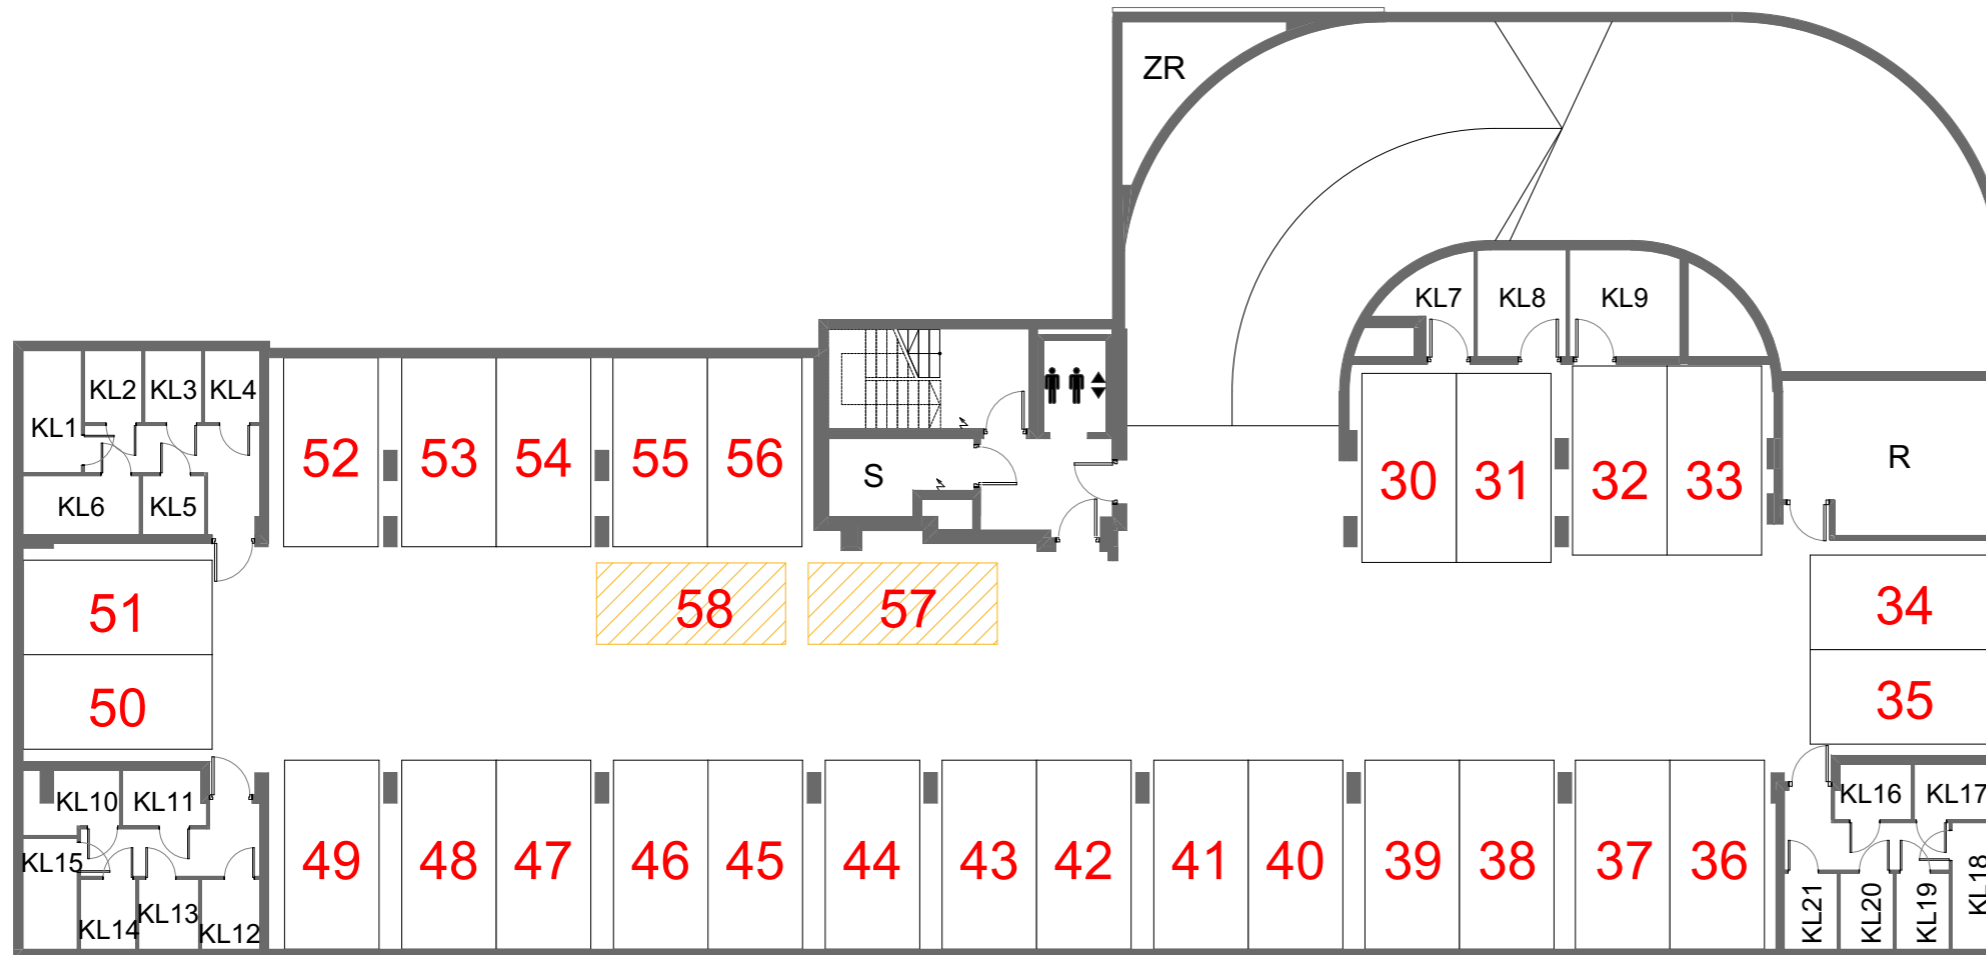 ZR
KL7 KL8 KL9
KL2 KL3 KL4
KL1
52 53 54 55 56
S
30 31 32 33
R
KL6 KL5
51
58 57
34
50
35
KL10 KL11
KL16 KL17
KL15
49 48 47 46 45 44 43 42 41 40 39 38 37 36
KL18
KL14 KL13 KL12
KL21 KL20 KL19